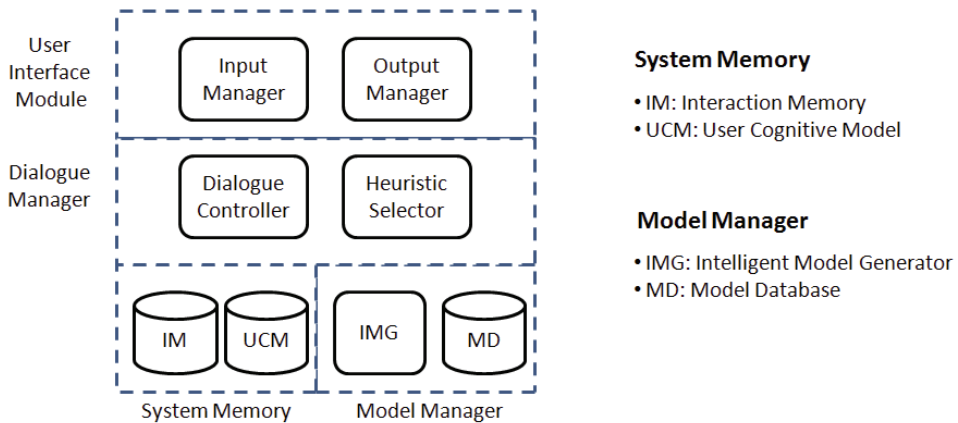 User
Interface
Module
Input
Manager
Output
Manager
Dialogue
Manager
Dialogue
Controller
Heuristic
Selector
IM
UCM
IMG
MD
System Memory
Model Manager
System Memory
• IM: Interaction Memory
• UCM: User Cognitive Model
Model Manager
• IMG: Intelligent Model Generator
• MD: Model Database